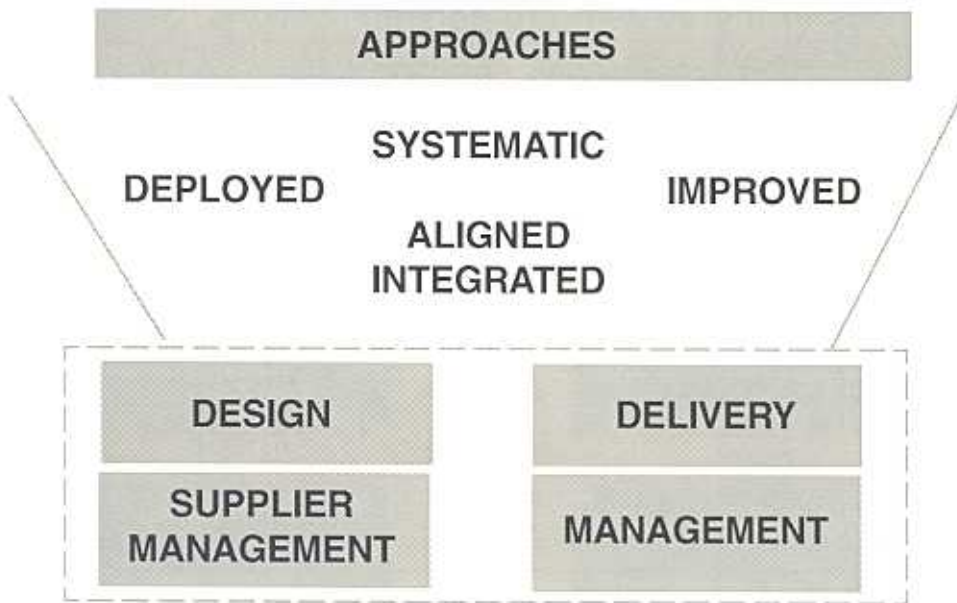 APPROACHES
SYSTEMATIC
DEPLOYED
IMPROVED
ALIGNED
INTEGRATED
DESIGN
DELIVERY
SUPPLIER
MANAGEMENT
MANAGEMENT